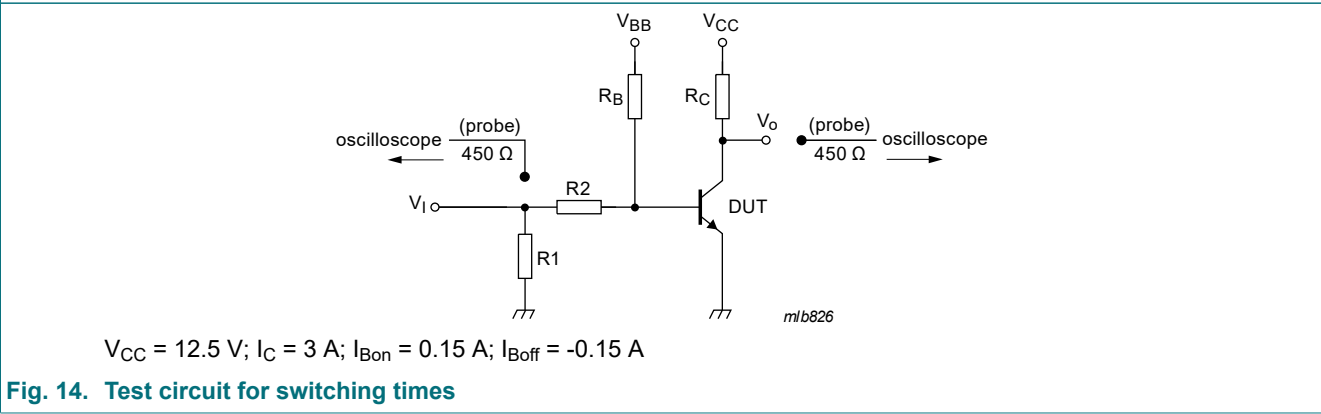 VBB
VCC
RB
RC
Vo
oscilloscope
(probe)
450 Ω
(probe)
450 Ω
oscilloscope
R2
VI
DUT
R1
mlb826
VCC = 12.5 V; IC = 3 A; IBon = 0.15 A; IBoff = -0.15 A
Fig. 14. Test circuit for switching times